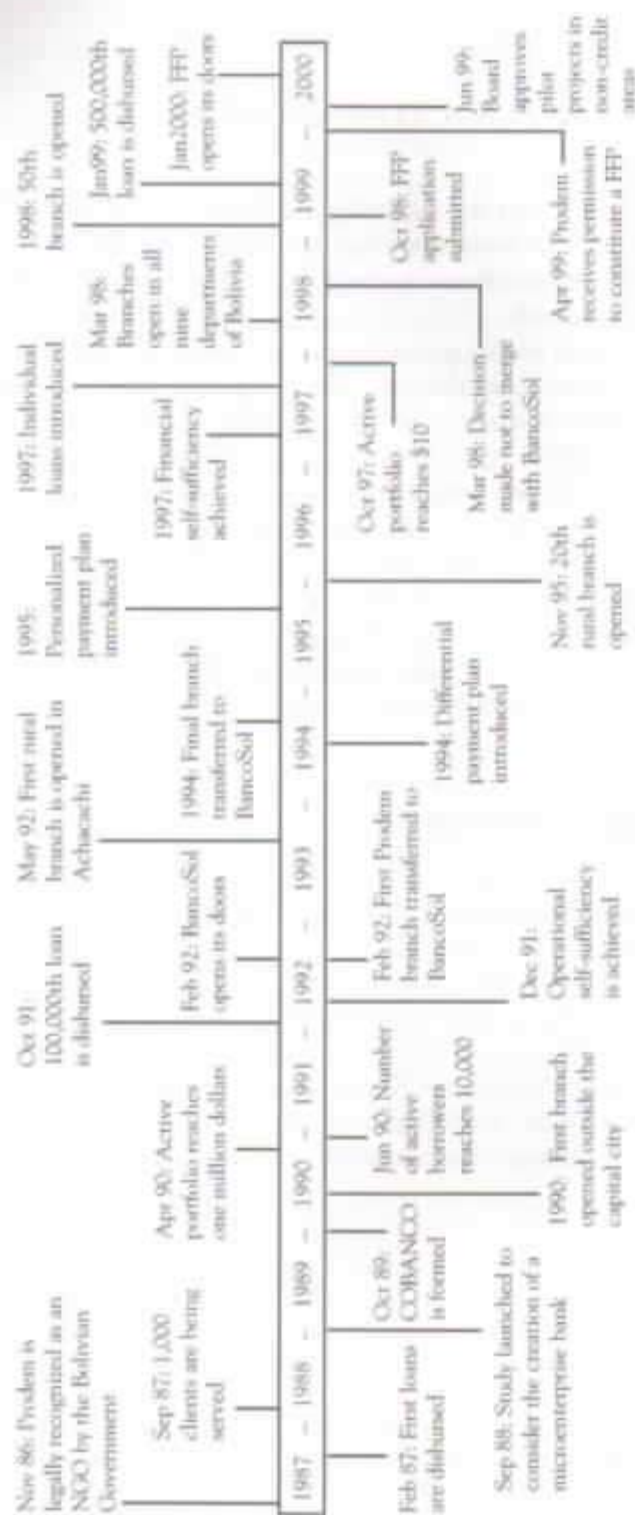 Nov 86: Prodem is
legally recognized as an
NGO by the Bolivian
Government
Sep 87: 1,000
clients are being
served
Apr 90: Active
portfolio reaches
one million dollars
Oct 91:
100,000th loan
is disbursed
Feb 92: BancoSol
opens its doors
May 92: First rural
branch is opened in
Achacachi
1994: Final branch
transferred to
BancoSol
1995:
Personalized
payment plan
introduced
1997: Financial
self-sufficiency
achieved
1997: Individual
loans introduced
Mar 98:
Branches
open in all
nine
departments
of Bolivia
1998: 50th
branch is opened
Jan99: 500,000th
loan is disbursed
Jan2000: FFP
opens its doors
1987 – 1988 – 1989 – 1990 – 1991 – 1992 – 1993 – 1994 – 1995 – 1996 – 1997 – 1998 – 1999 – 2000
Feb 87: First loans
are disbursed
Sep 88: Study launched to
consider the creation of a
microenterprise bank
Oct 89:
COBANCO
is formed
1990: First branch
opened outside the
capital city
Jun 90: Number
of active
borrowers
reaches 10,000
Dec 91:
Operational
self-sufficiency
is achieved
Feb 92: First Prodem
branch transferred to
BancoSol
1994: Differential
payment plan
introduced
Nov 95: 20th
rural branch is
opened
Oct 97: Active
portfolio
reaches $10
Mar 98: Decision
made not to merge
with BancoSol
Oct 98: FFP
application
submitted
Apr 99: Prodem
receives permission
to constitute a FFP
Jun 99:
Board
approves
pilot
projects in
non-credit
areas